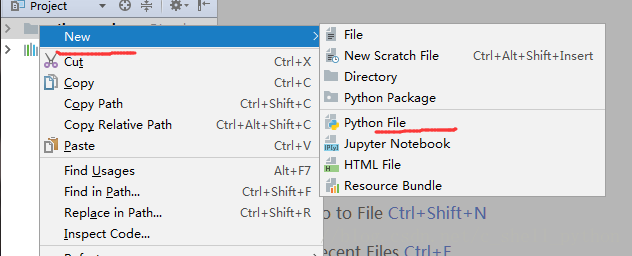 Project
New
Cut Ctrl+X
Copy Ctrl+C
Copy Path Ctrl+Shift+C
Copy Relative Path Ctrl+Alt+Shift+C
Paste Ctrl+V
Find Usages Alt+F7
Find in Path... Ctrl+Shift+F
Replace in Path... Ctrl+Shift+R
Inspect Code...
File
New Scratch File Ctrl+Alt+Shift+Insert
Directory
Python Package
Python File
Jupyter Notebook
HTML File
Resource Bundle
to File Ctrl+Shift+N
ecent Files Ctrl+E